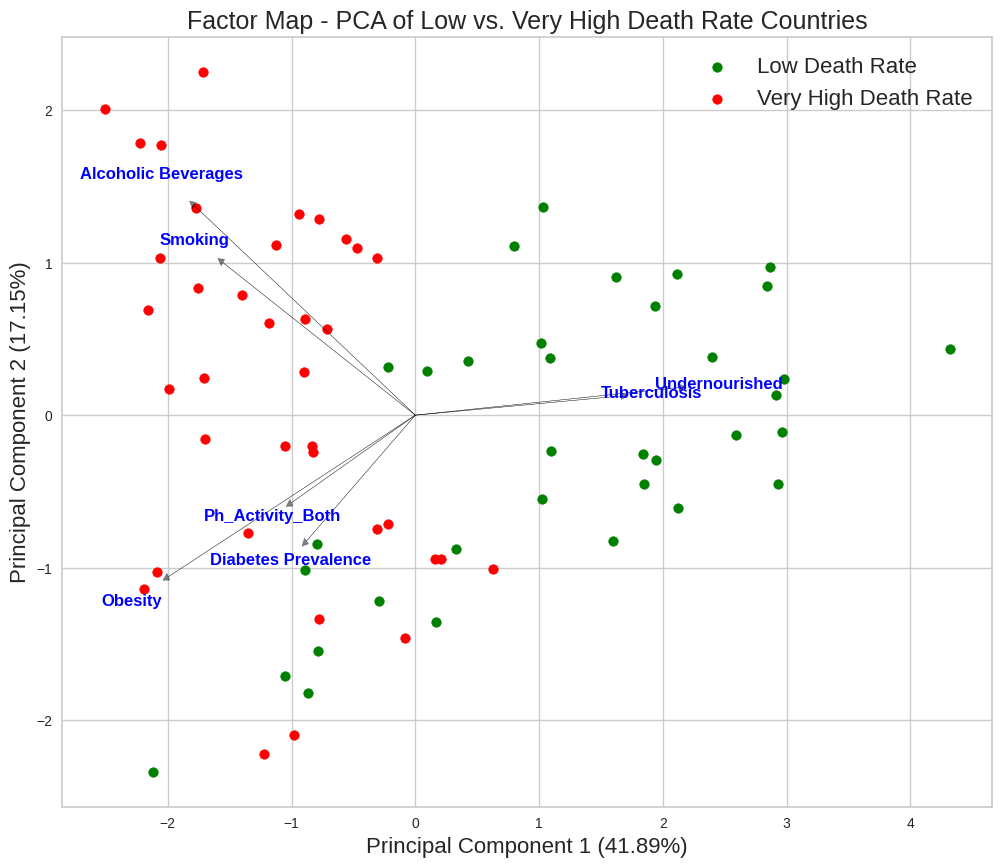 Factor Map - PCA of Low vs. Very High Death Rate Countries
Low Death Rate
Very High Death Rate
Alcoholic Beverages
Smoking
Undernourished
Tuberculosis
Ph_Activity_Both
Diabetes Prevalence
Obesity
2
1
0
−1
−2
Principal Component 2 (17.15%)
−2 −1 0 1 2 3 4
Principal Component 1 (41.89%)